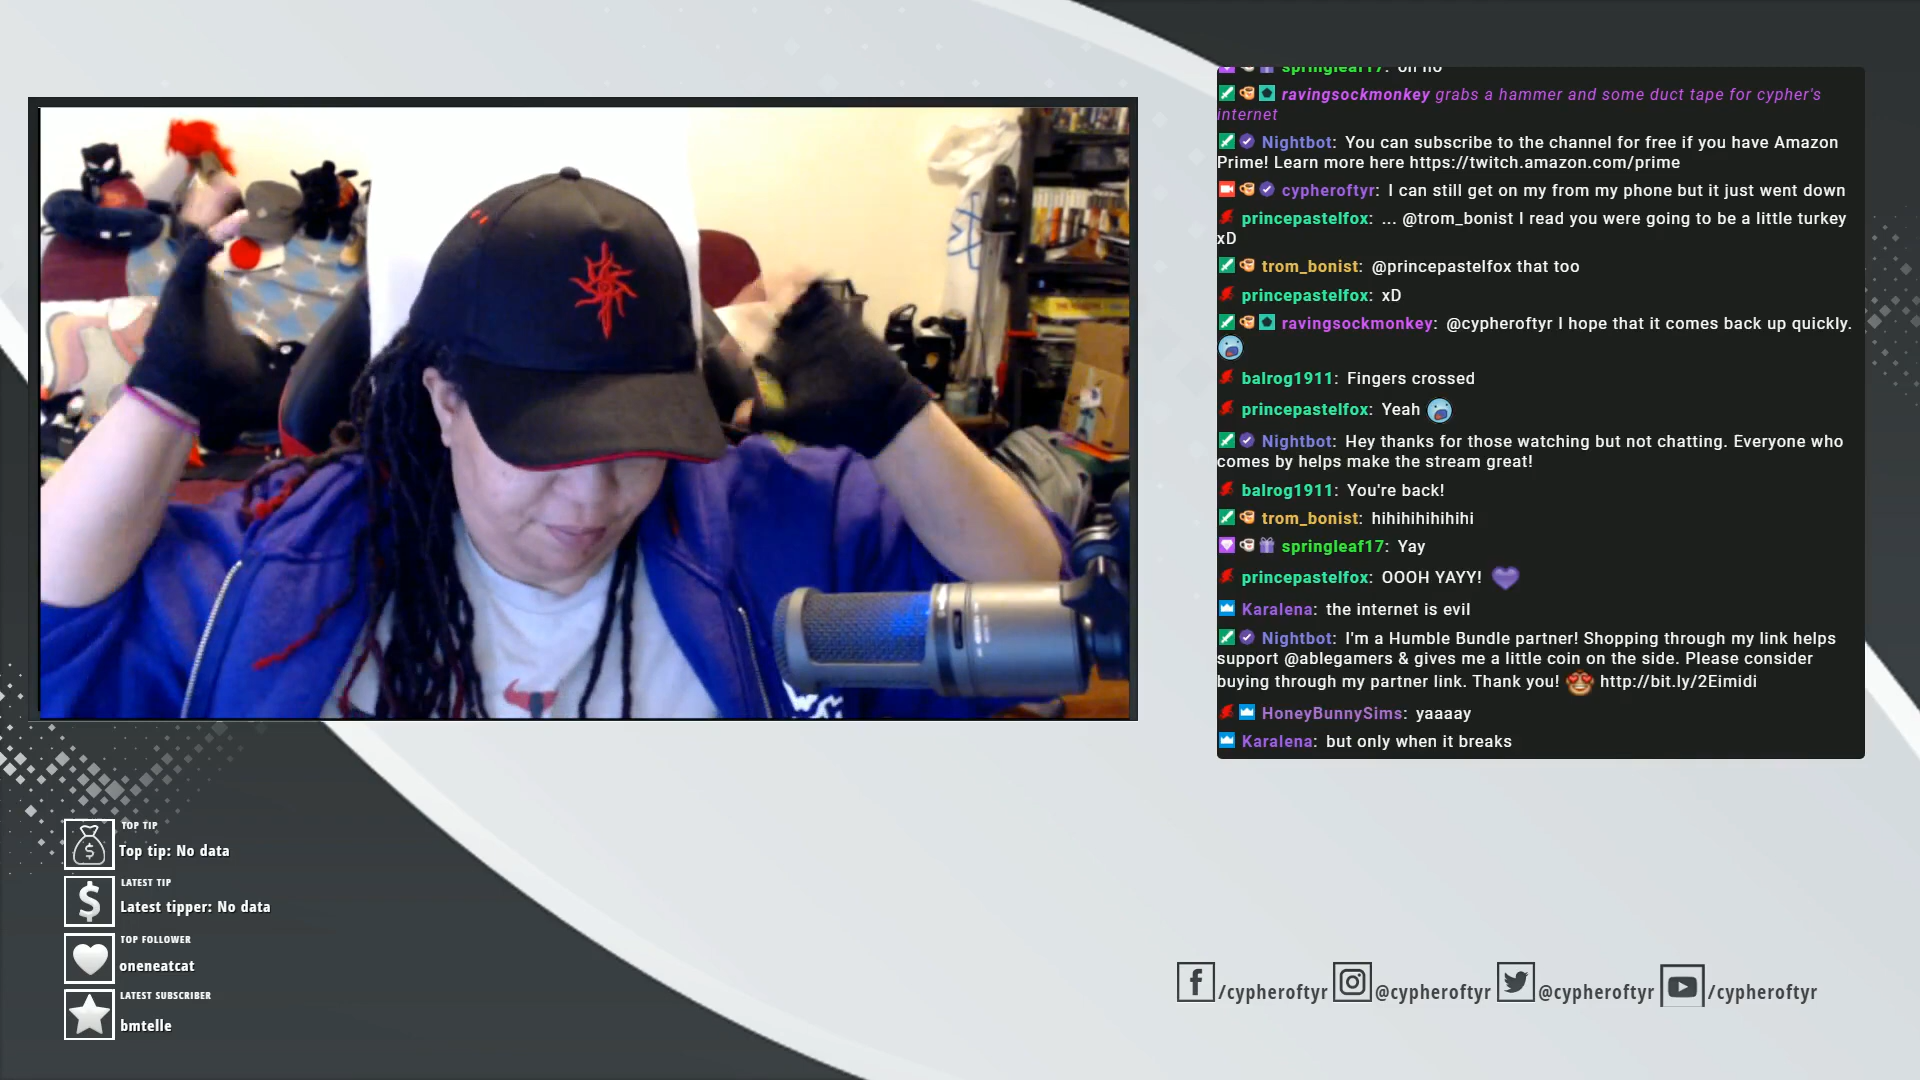 springleaf17: oh no
ravingsockmonkey grabs a hammer and some duct tape for cypher's
internet
Nightbot: You can subscribe to the channel for free if you have Amazon
Prime! Learn more here https://twitch.amazon.com/prime
cypheroftyr: I can still get on my from my phone but it just went down
princepastelfox: ... @trom_bonist I read you were going to be a little turkey
xD
trom_bonist: @princepastelfox that too
princepastelfox: xD
ravingsockmonkey: @cypheroftyr I hope that it comes back up quickly.
balrog1911: Fingers crossed
princepastelfox: Yeah
Nightbot: Hey thanks for those watching but not chatting. Everyone who
comes by helps make the stream great!
balrog1911: You're back!
trom_bonist: hihihihihihi
springleaf17: Yay
princepastelfox: OOOH YAYY!
Karalena: the internet is evil
Nightbot: I'm a Humble Bundle partner! Shopping through my link helps
support @ablegamers & gives me a little coin on the side. Please consider
buying through my partner link. Thank you! http://bit.ly/2Eimidi
HoneyBunnySims: yaaaay
Karalena: but only when it breaks
TOP TIP
Top tip: No data
LATEST TIP
Latest tipper: No data
TOP FOLLOWER
oneneatcat
LATEST SUBSCRIBER
bmtelle
/cypheroftyr @cypheroftyr @cypheroftyr /cypheroftyr